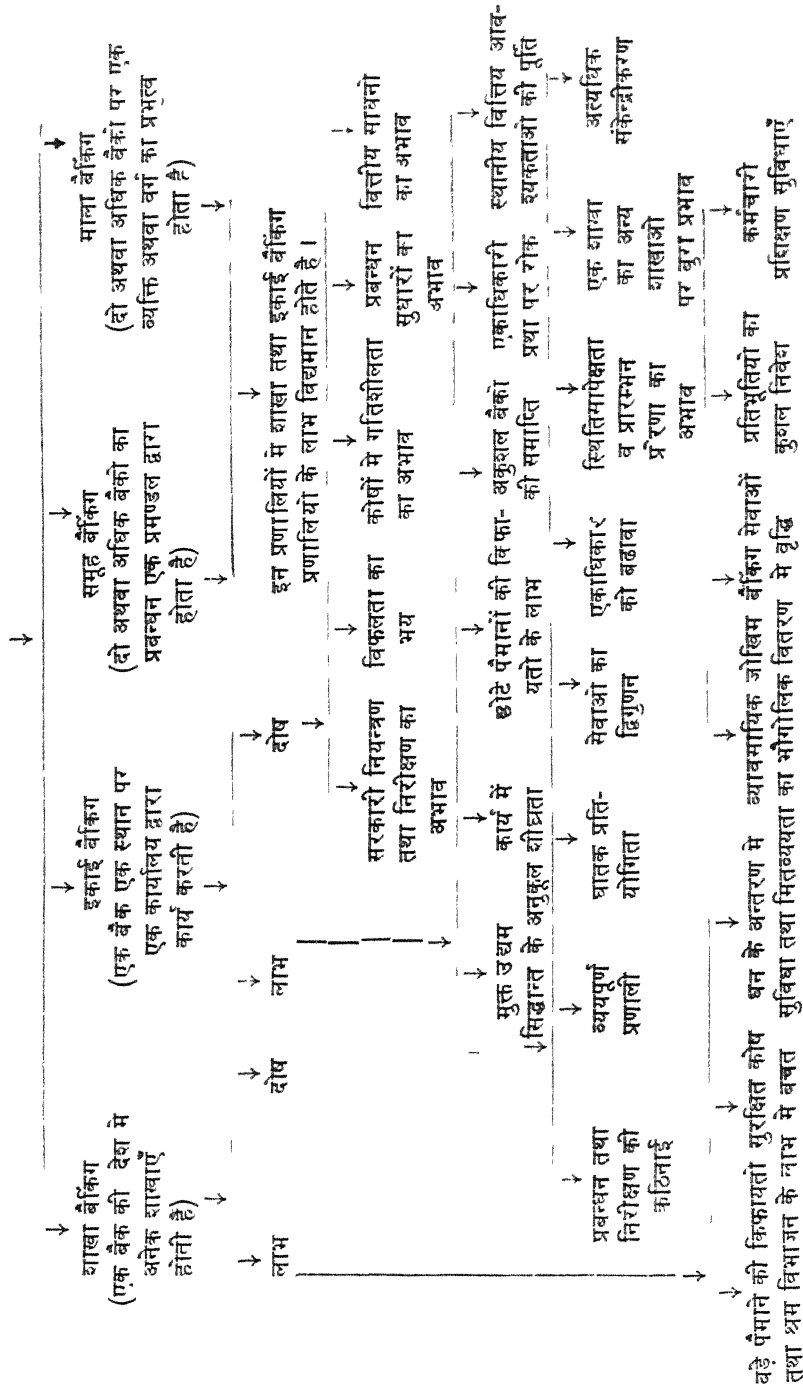 शाखा बैंकिंग
(एक बैंक की देश मे
अनेक शाखाएँ
होती है)
इकाई बैंकिंग
(एक बैंक एक स्थान पर
एक कार्यालय द्वारा
कार्य करती है)
समूह बैंकिंग
(दो अथवा अधिक बैंको का
प्रबन्धन एक प्रमण्डल द्वारा
होता है)
माला बैंकिंग
(दो अथवा अधिक बैंको पर एक
व्यक्ति अथवा वर्ग का प्रभुत्व
होता है)
लाभ
दोष
लाभ
दोष
इन प्रणालियों मे शाखा तथा इकाई बैंकिंग
प्रणालियो के लाभ विद्यमान होते है।
सरकारी नियन्त्रण
तथा निरीक्षण का
अभाव
विफलता का
भय
कोषों मे गतिशीलता
का अभाव
प्रबन्धन
सुधारों का
अभाव
वित्तीय साधनो
का अभाव
मुक्त उद्यम
सिद्धान्त के अनुकूल
कार्य में
शीघ्रता
छोटे पैमानों की किफा-
यतो के लाभ
अकुशल बैंको
की समाप्ति
एकाधिकारी
प्रथा पर रोक
स्थानीय वित्तिय आव-
श्यकताओ की पूर्ति
प्रबन्धन तथा
निरीक्षण की
कठिनाई
व्ययपूर्ण
प्रणाली
घातक प्रति-
योगिता
सेवाओ का
द्विगुणन
एकाधिकार
को बढावा
स्थितिसापेक्षता
व प्रारम्भन
प्रेरणा का
अभाव
एक शाखा
का अन्य
शाखाओ
पर बुरा प्रभाव
अत्यधिक
संकेन्द्रीकरण
बड़े पैमाने की किफायतो
तथा श्रम विभाजन के लाभ
सुरक्षित कोष
मे बचत
धन के अन्तरण मे
सुविधा तथा मितव्ययता
व्यावसायिक जोखिम
का भौगोलिक वितरण
बैंकिंग सेवाओं
मे वृद्धि
प्रतिभूतियो का
कुशल निवेश
कर्मचारी
प्रशिक्षण सुविधाएँ